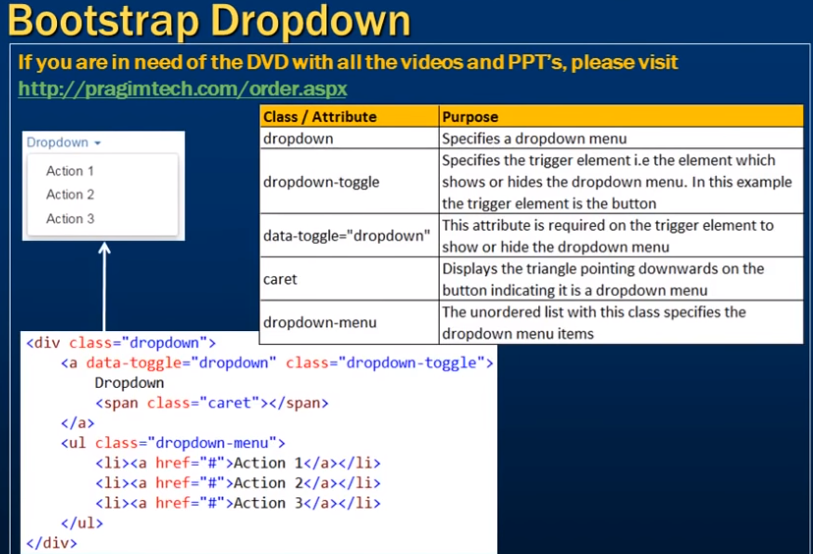 Bootstrap Dropdown
If you are in need of the DVD with all the videos and PPT's, please visit
http://pragimtech.com/order.aspx
Dropdown
Action 1
Action 2
Action 3
Class / Attribute Purpose
dropdown Specifies a dropdown menu
Specifies the trigger element i.e the element which
dropdown-toggle shows or hides the dropdown menu. In this example
the trigger element is the button
data-toggle="dropdown" This attribute is required on the trigger element to
show or hide the dropdown menu
caret Displays the triangle pointing downwards on the
button indicating it is a dropdown menu
dropdown-menu The unordered list with this class specifies the
dropdown menu items
<div class="dropdown">
<a data-toggle="dropdown" class="dropdown-toggle">
Dropdown
<span class="caret"></span>
</a>
<ul class="dropdown-menu">
<li><a href="#">Action 1</a></li>
<li><a href="#">Action 2</a></li>
<li><a href="#">Action 3</a></li>
</ul>
</div>